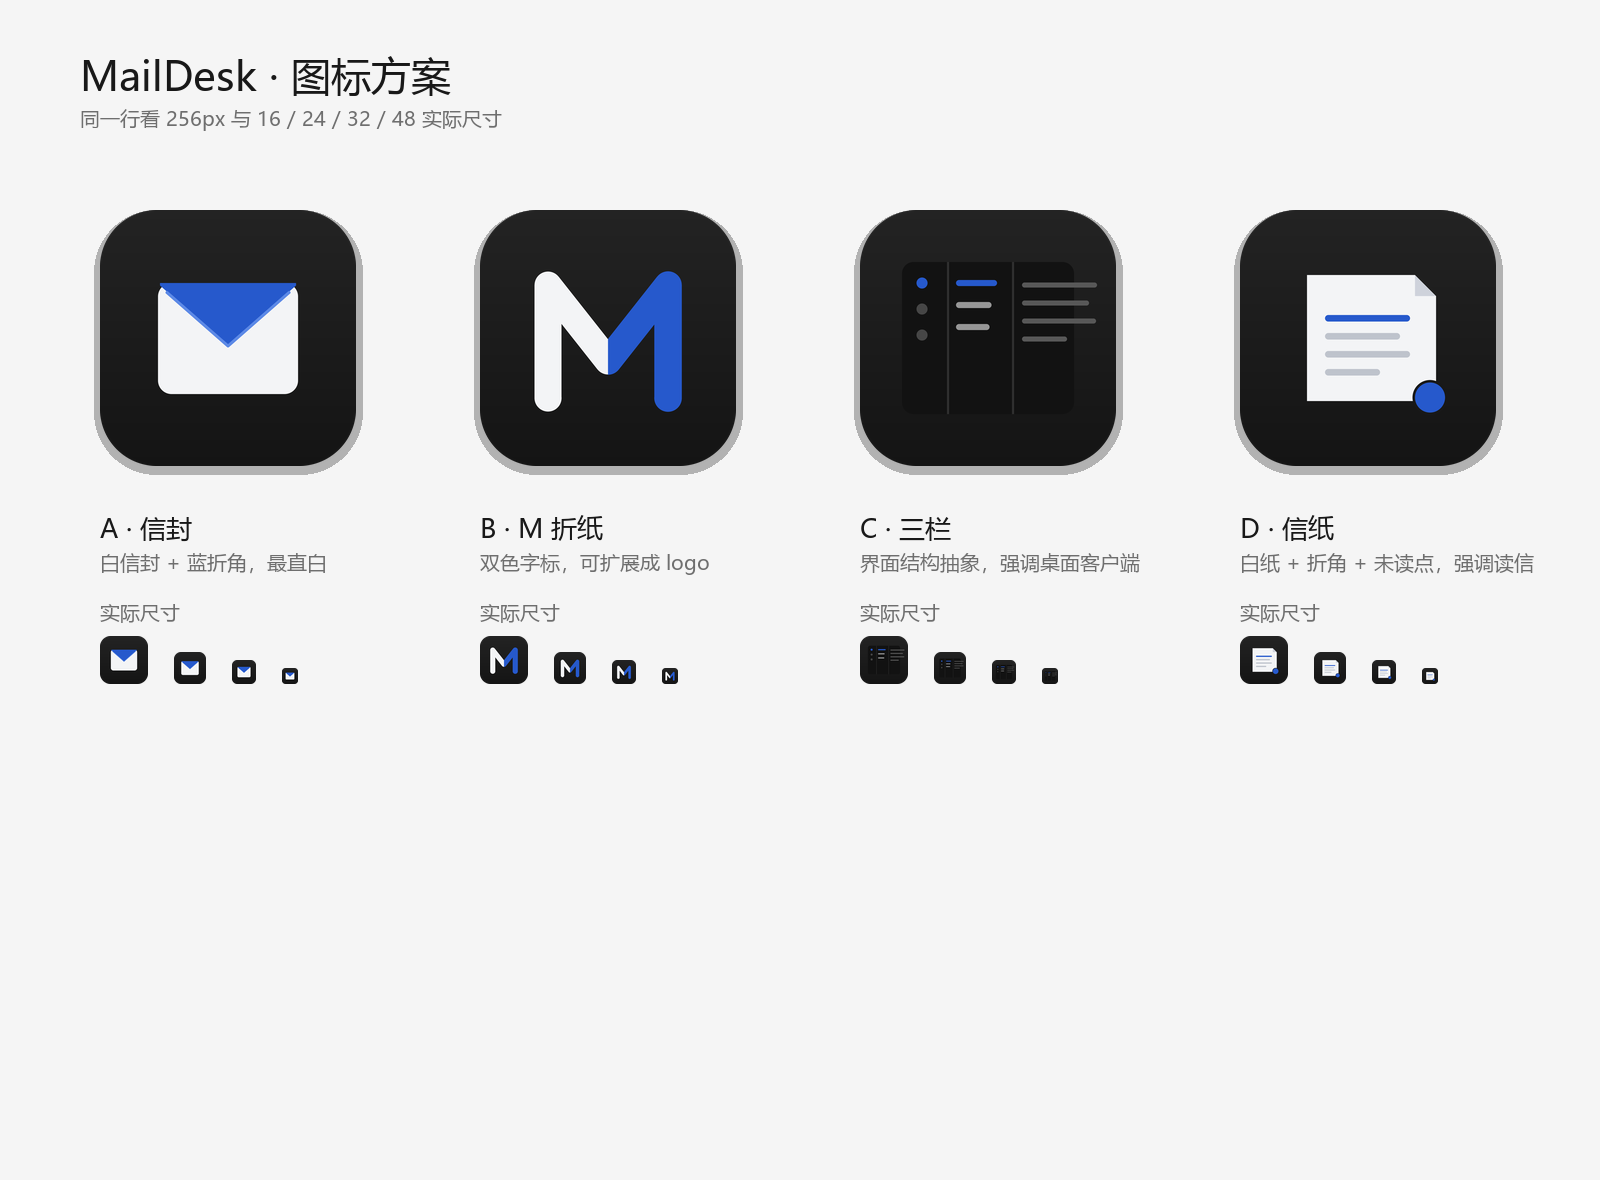 MailDesk · 图标方案
同一行看 256px 与 16 / 24 / 32 / 48 实际尺寸
A · 信封
白信封 + 蓝折角，最直白
实际尺寸
B · M 折纸
双色字标，可扩展成 logo
实际尺寸
C · 三栏
界面结构抽象，强调桌面客户端
实际尺寸
D · 信纸
白纸 + 折角 + 未读点，强调读信
实际尺寸